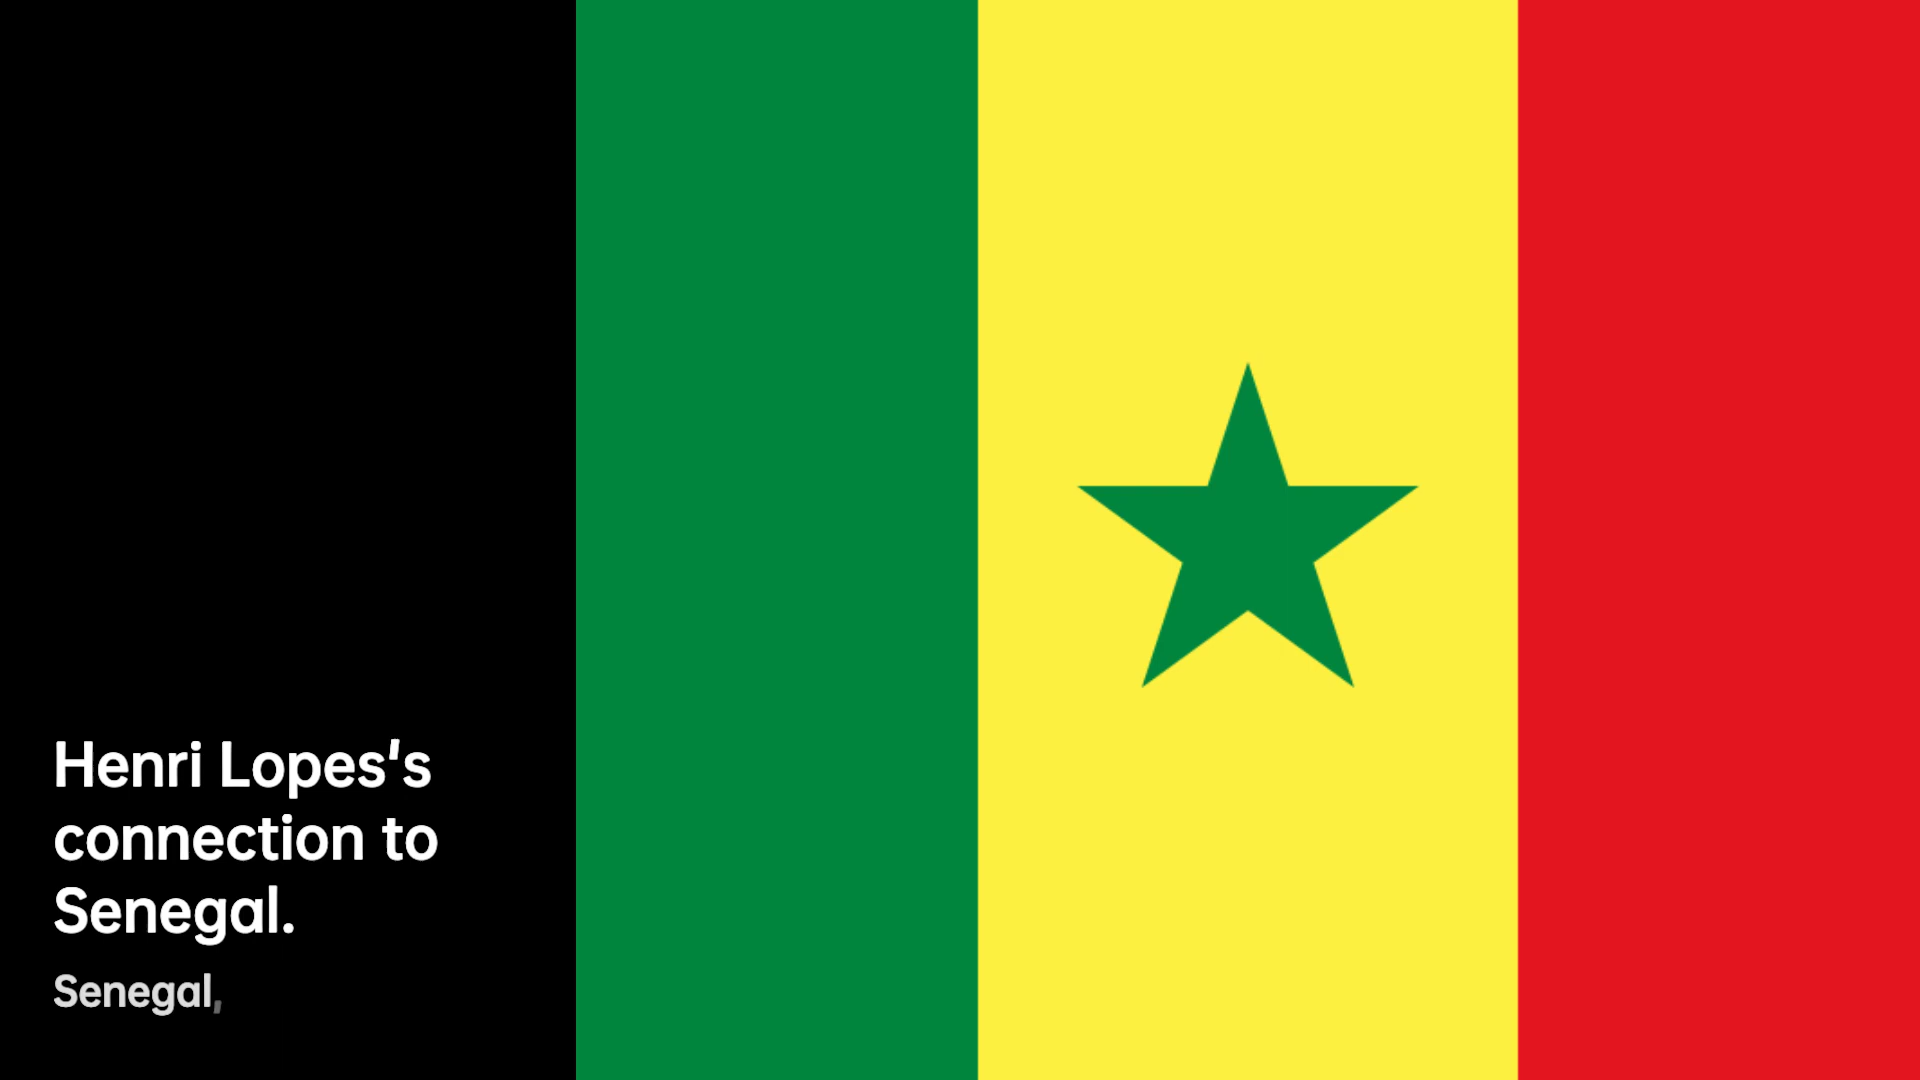 Henri Lopes's
connection to
Senegal.
Senegal,